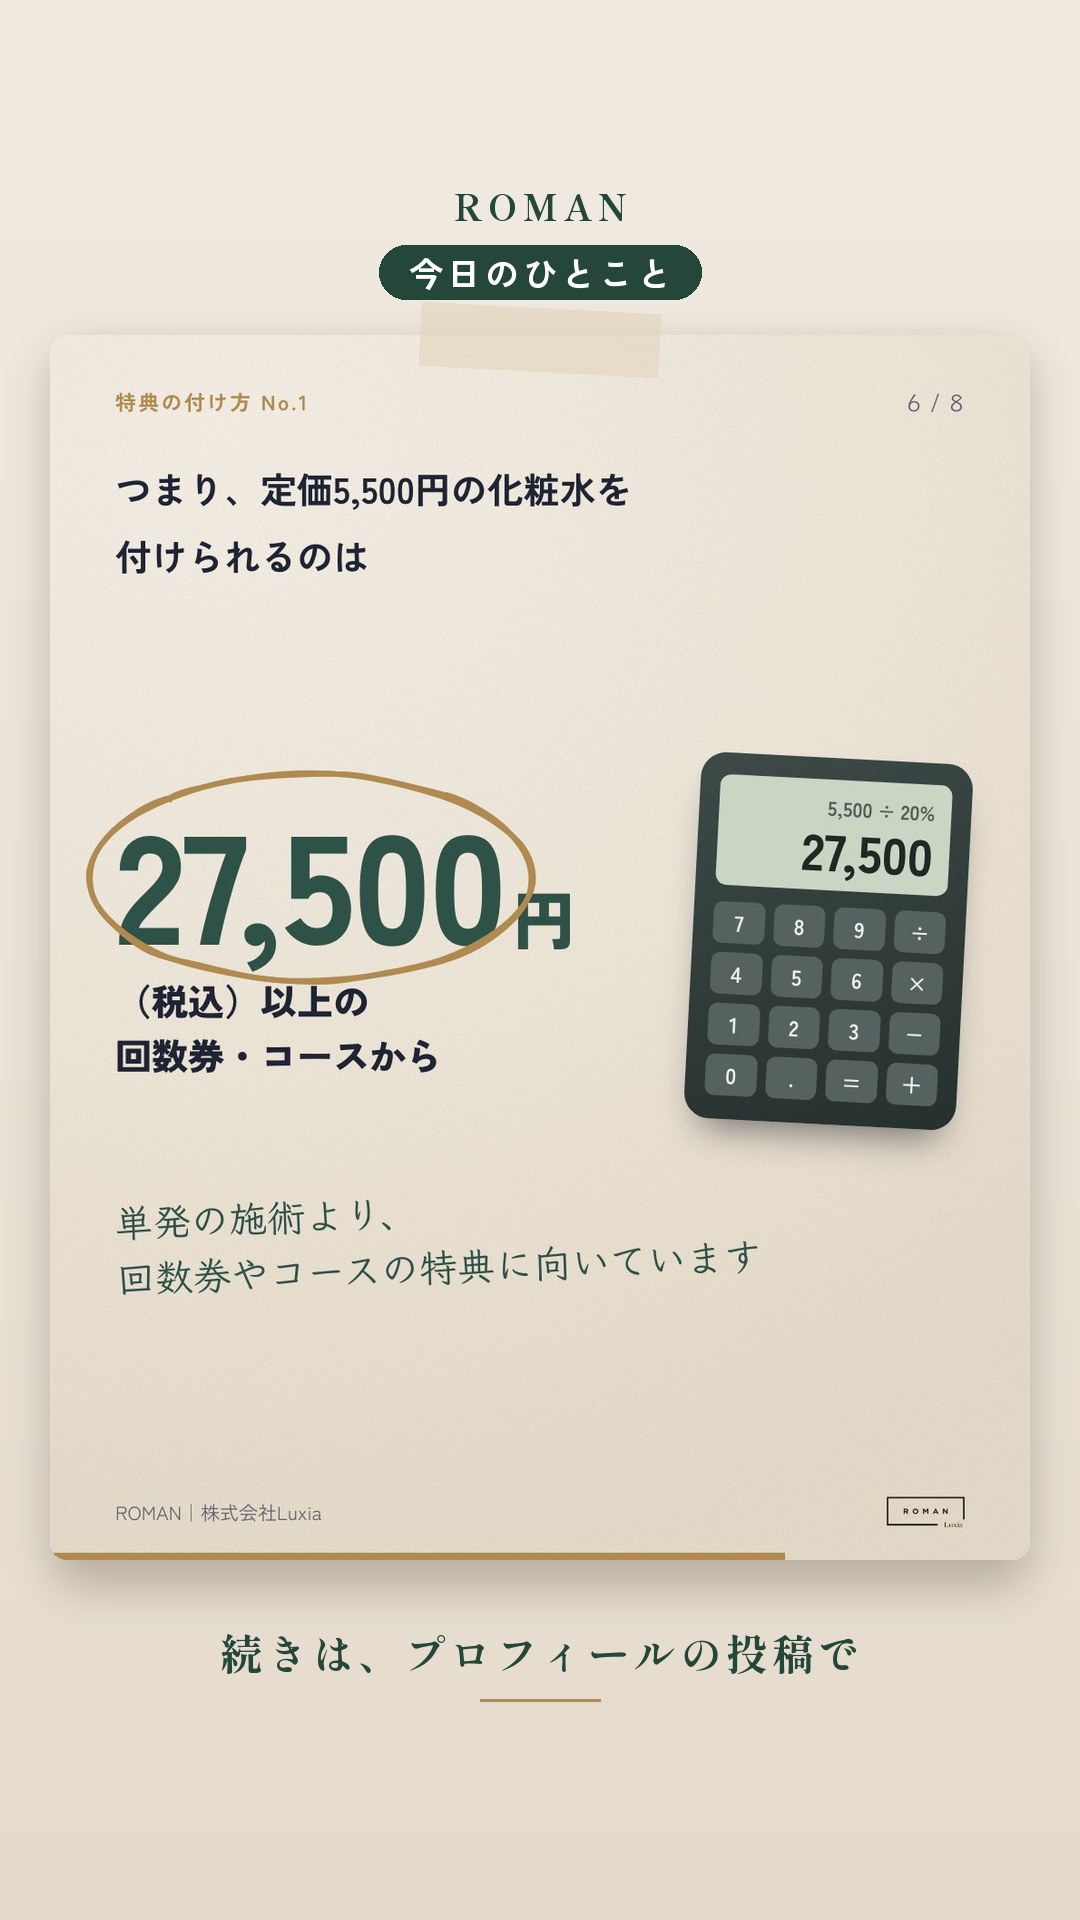 ROMAN
今日のひとこと
特典の付け方 No.1
6 / 8
つまり、定価5,500円の化粧水を
付けられるのは
27,500円
（税込）以上の
回数券・コースから
5,500 ÷ 20%
27,500
7 8 9 ÷
4 5 6 ×
1 2 3 −
0 . = +
単発の施術より、
回数券やコースの特典に向いています
ROMAN｜株式会社Luxia
ROMAN
Luxia
続きは、プロフィールの投稿で